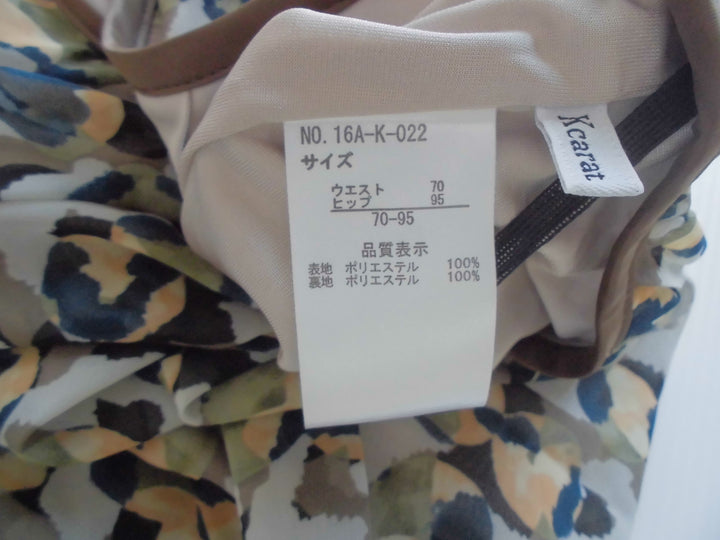 NO. 16A-K-022
サイズ
ウエスト 70
ヒップ 95
70-95
品質表示
表地 ポリエステル 100%
裏地 ポリエステル 100%
Kcarat